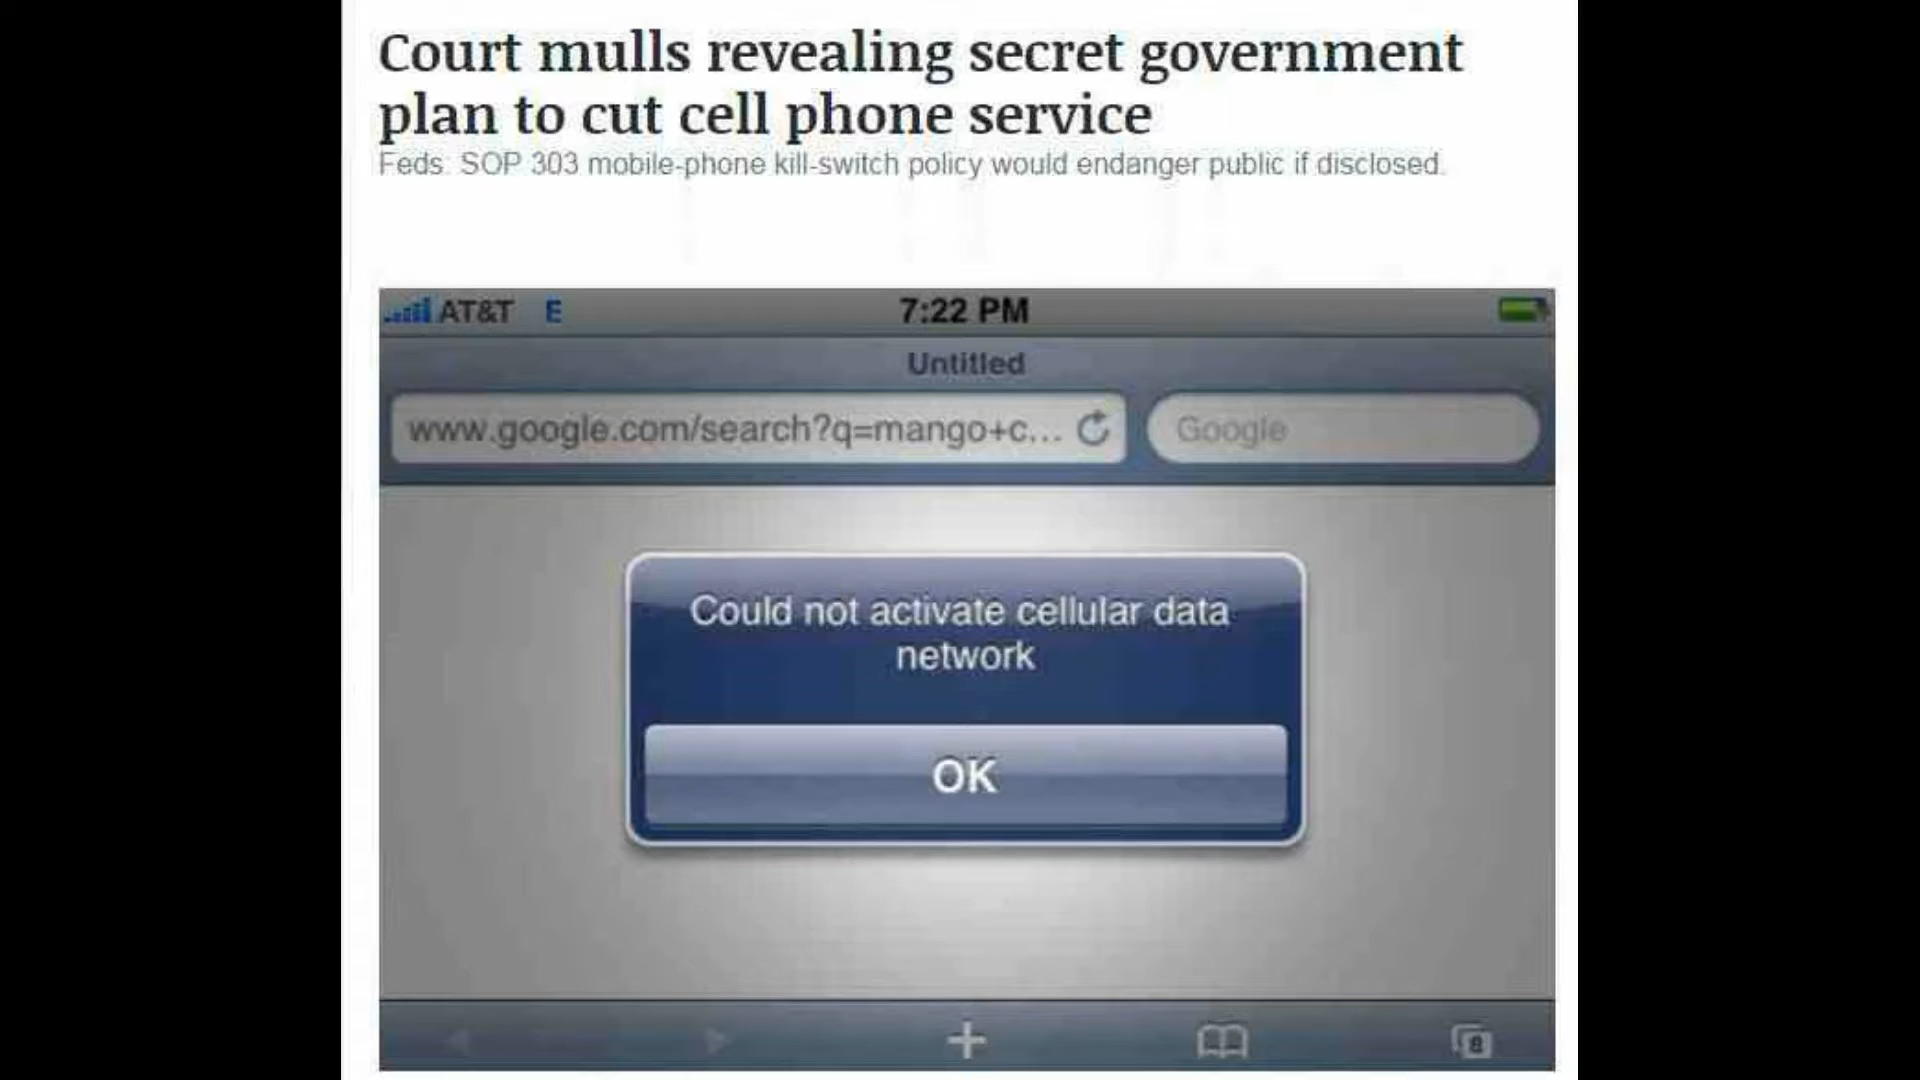 Court mulls revealing secret government
plan to cut cell phone service
Feds: SOP 303 mobile-phone kill-switch policy would endanger public if disclosed.
AT&T E 7:22 PM
Untitled
www.google.com/search?q=mango+c... Google
Could not activate cellular data
network
OK
8